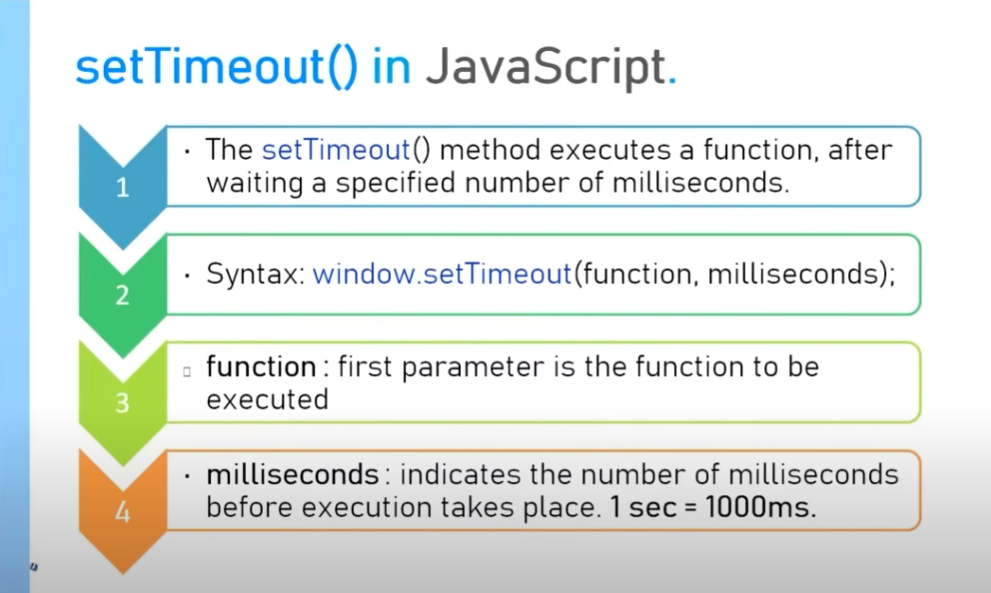 setTimeout() in JavaScript.
1
· The setTimeout() method executes a function, after
waiting a specified number of milliseconds.
2
· Syntax: window.setTimeout(function, milliseconds);
3
function : first parameter is the function to be
executed
4
· milliseconds : indicates the number of milliseconds
before execution takes place. 1 sec = 1000ms.